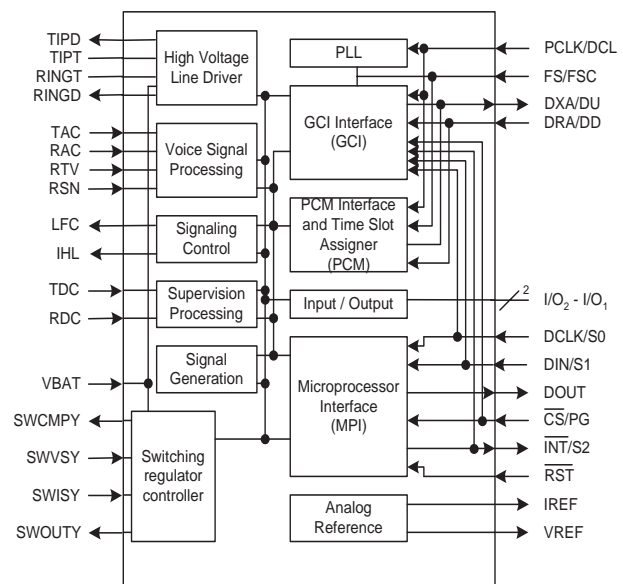 TIPD
TIPT
RINGT
RINGD
TAC
RAC
RTV
RSN
LFC
IHL
TDC
RDC
VBAT
SWCMPY
SWVSY
SWISY
SWOUTY
High Voltage
Line Driver
Voice Signal
Processing
Signaling
Control
Supervision
Processing
Signal
Generation
Switching
regulator
controller
PLL
GCI Interface
(GCI)
PCM Interface
and Time Slot
Assigner
(PCM)
Input / Output
Microprocessor
Interface
(MPI)
Analog
Reference
PCLK/DCL
FS/FSC
DXA/DU
DRA/DD
2
I/O₂ - I/O₁
DCLK/S0
DIN/S1
DOUT
C̅S̅/PG
I̅N̅T̅/S2
R̅S̅T̅
IREF
VREF